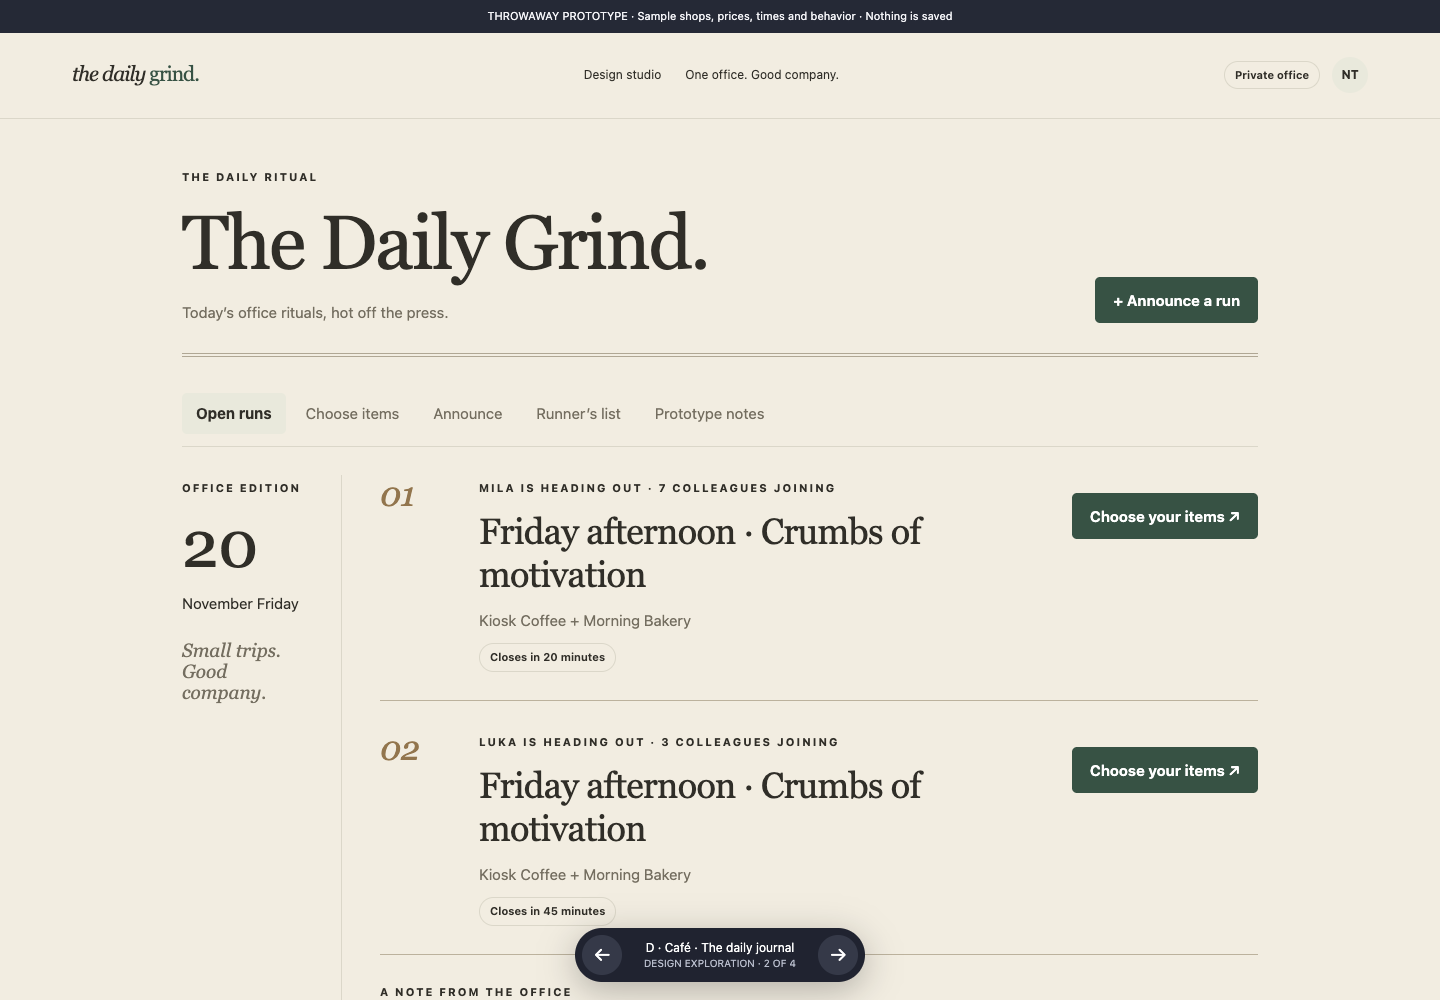 THROWAWAY PROTOTYPE · Sample shops, prices, times and behavior · Nothing is saved
the daily grind.
Design studio
One office. Good company.
Private office
NT
THE DAILY RITUAL
The Daily Grind.
Today’s office rituals, hot off the press.
+ Announce a run
Open runs
Choose items
Announce
Runner’s list
Prototype notes
OFFICE EDITION
20
November Friday
Small trips.
Good
company.
01
MILA IS HEADING OUT · 7 COLLEAGUES JOINING
Friday afternoon · Crumbs of
motivation
Kiosk Coffee + Morning Bakery
Closes in 20 minutes
Choose your items ↗
02
LUKA IS HEADING OUT · 3 COLLEAGUES JOINING
Friday afternoon · Crumbs of
motivation
Kiosk Coffee + Morning Bakery
Closes in 45 minutes
Choose your items ↗
A NOTE FROM THE OFFICE
←
D · Café · The daily journal
DESIGN EXPLORATION · 2 OF 4
→